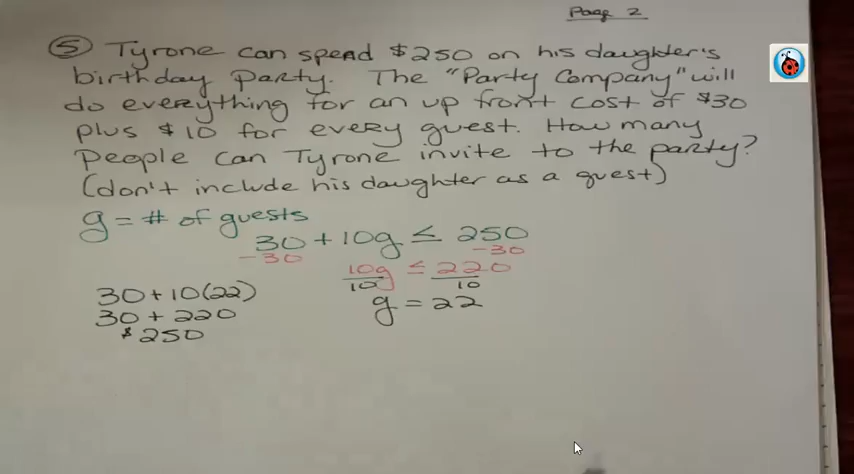 Page 2
5 Tyrone can spend $250 on his daughter's
birthday party. The "Party Company" will
do everything for an up front cost of $30
plus $10 for every guest. How many
people can Tyrone invite to the party?
(don't include his daughter as a guest)
g = # of guests
30 + 10g ≤ 250
-30 -30
10g ≤ 220
10 10
g = 22
30 + 10(22)
30 + 220
$250